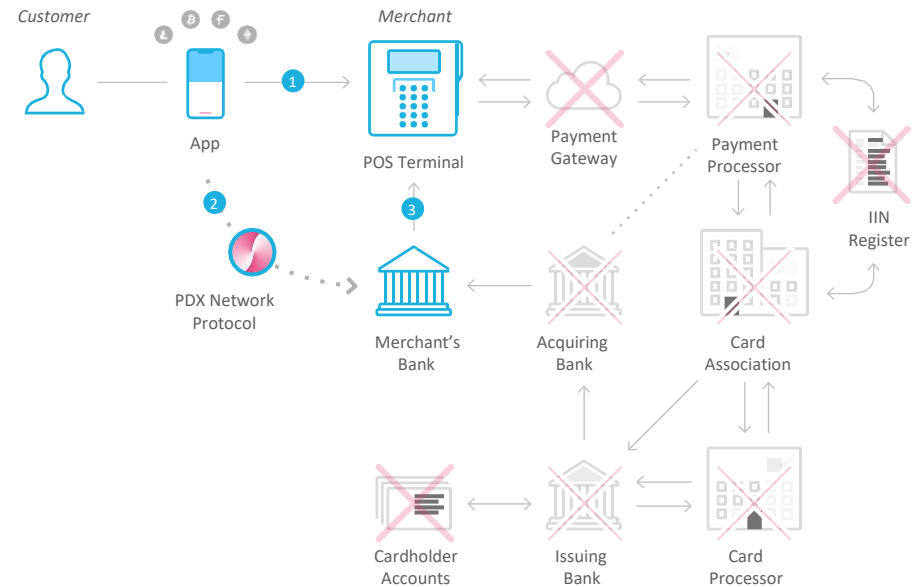 Customer
Merchant
1
App
POS Terminal
Payment
Gateway
Payment
Processor
2
3
IIN
Register
PDX Network
Protocol
Merchant's
Bank
Acquiring
Bank
Card
Association
Cardholder
Accounts
Issuing
Bank
Card
Processor